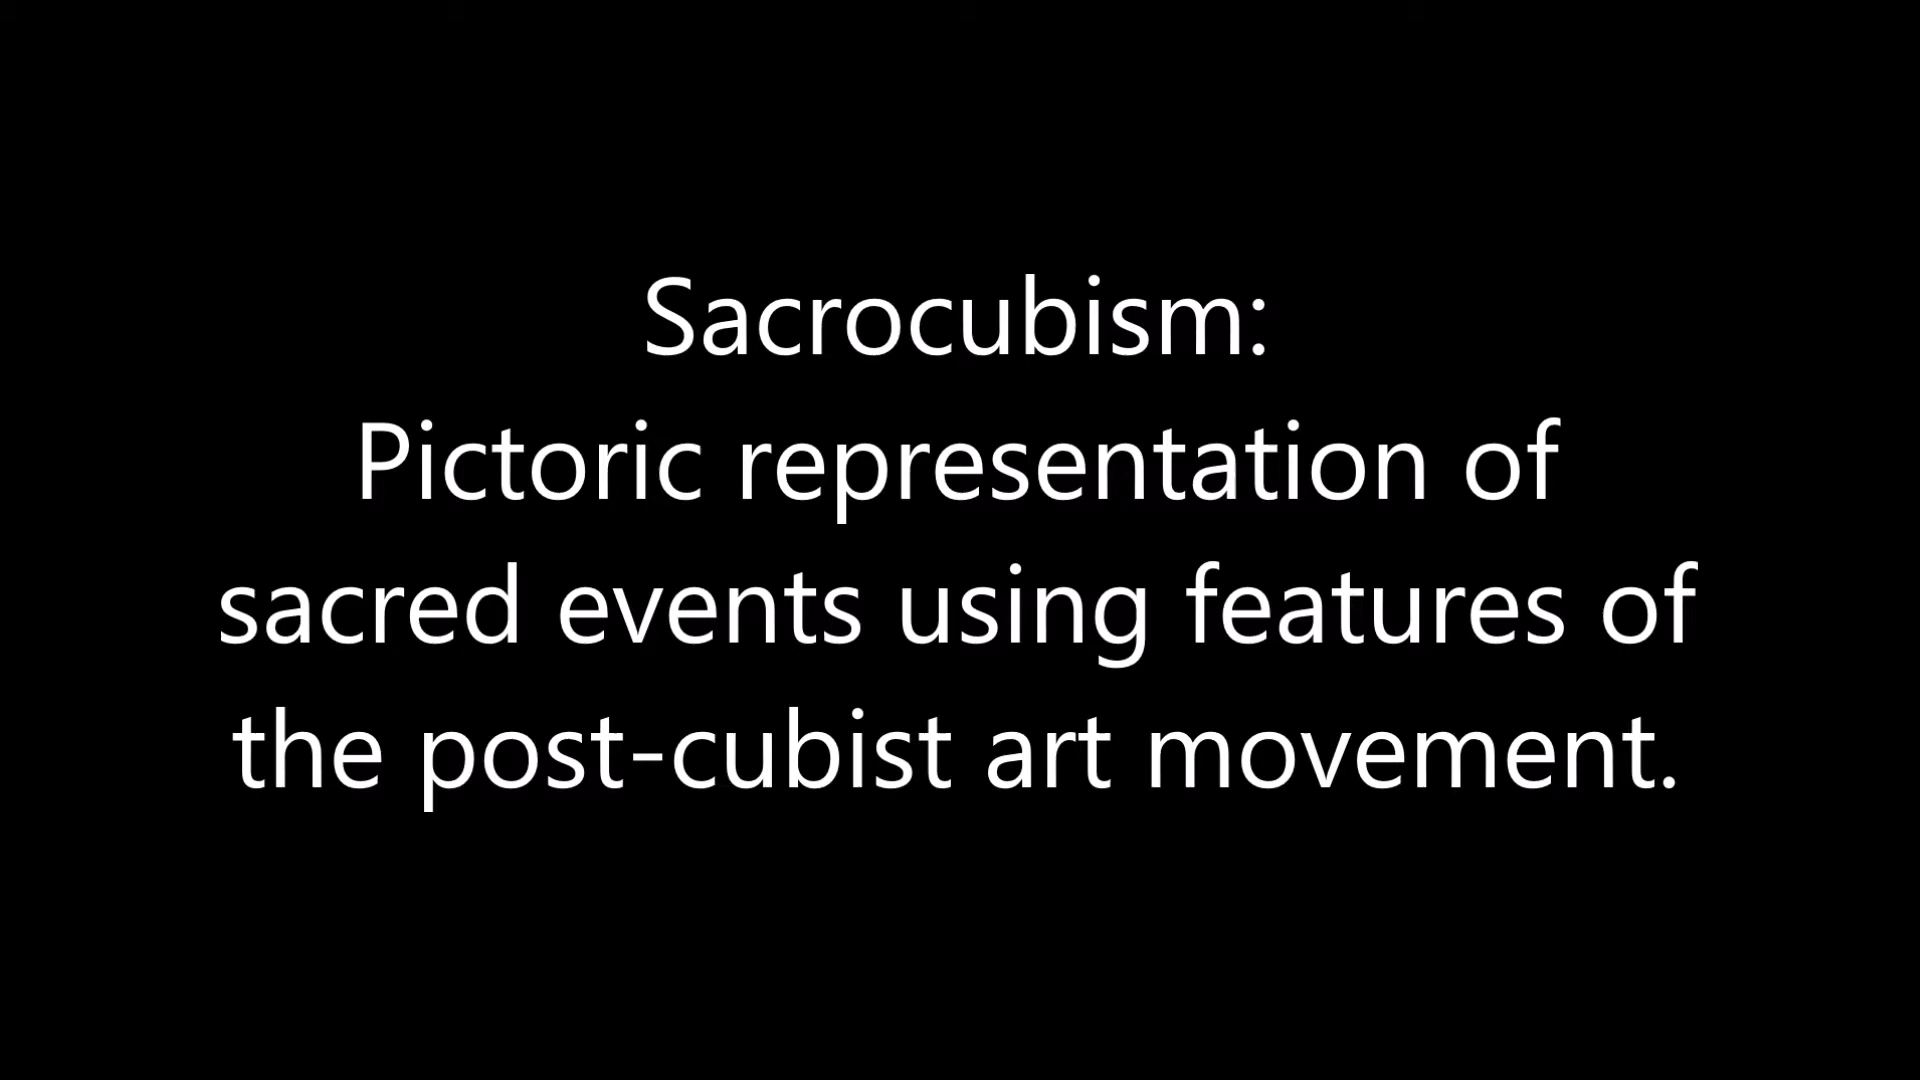 Sacrocubism:
Pictoric representation of
sacred events using features of
the post-cubist art movement.